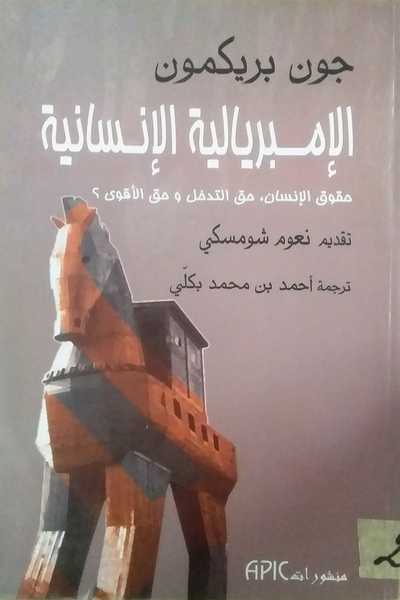 جون بريكمون
الإمبريالية الإنسانية
حقوق الإنسان، حق التدخل و حق الأقوى ؟
تقديم نعوم شومسكي
ترجمة أحمد بن محمد بكلّي
منشورات APIC